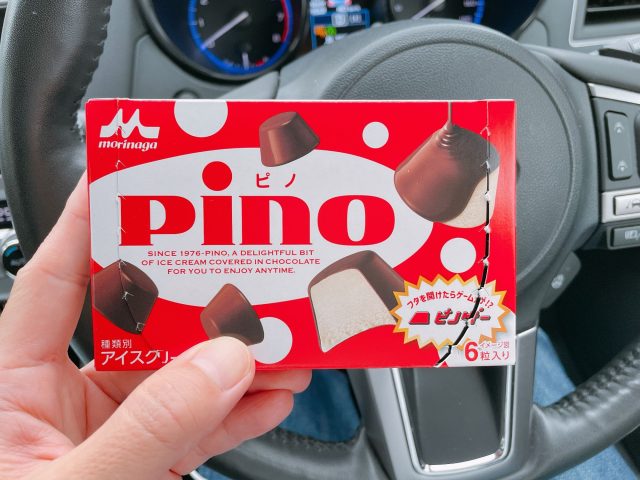 morinaga
ピノ
pino
SINCE 1976-PINO, A DELIGHTFUL BIT
OF ICE CREAM COVERED IN CHOCOLATE
FOR YOU TO ENJOY ANYTIME.
フタを開けたらゲーム
ピノゲー
種類別
アイスクリー
イメージ図
6粒入り